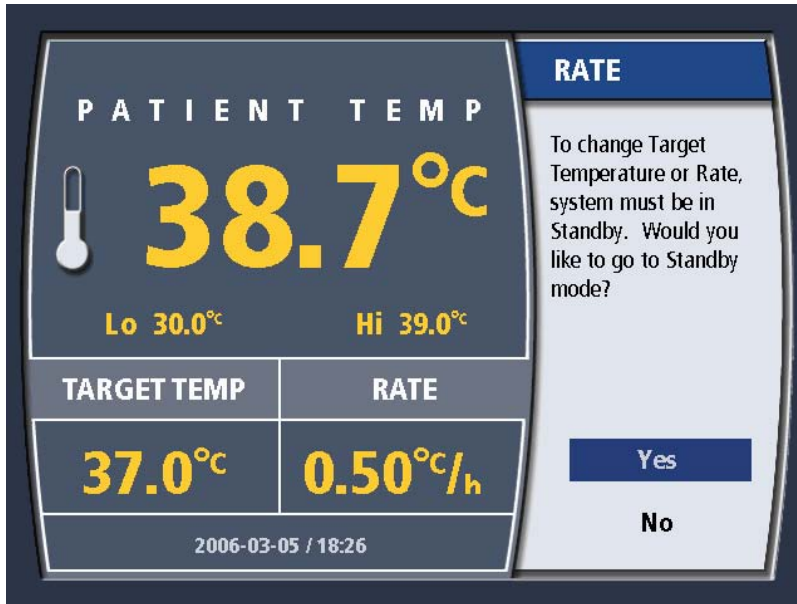 PATIENT TEMP
38.7°C
Lo 30.0°C
Hi 39.0°C
TARGET TEMP
RATE
37.0°C
0.50°C/h
2006-03-05 / 18:26
RATE
To change Target
Temperature or Rate,
system must be in
Standby. Would you
like to go to Standby
mode?
Yes
No